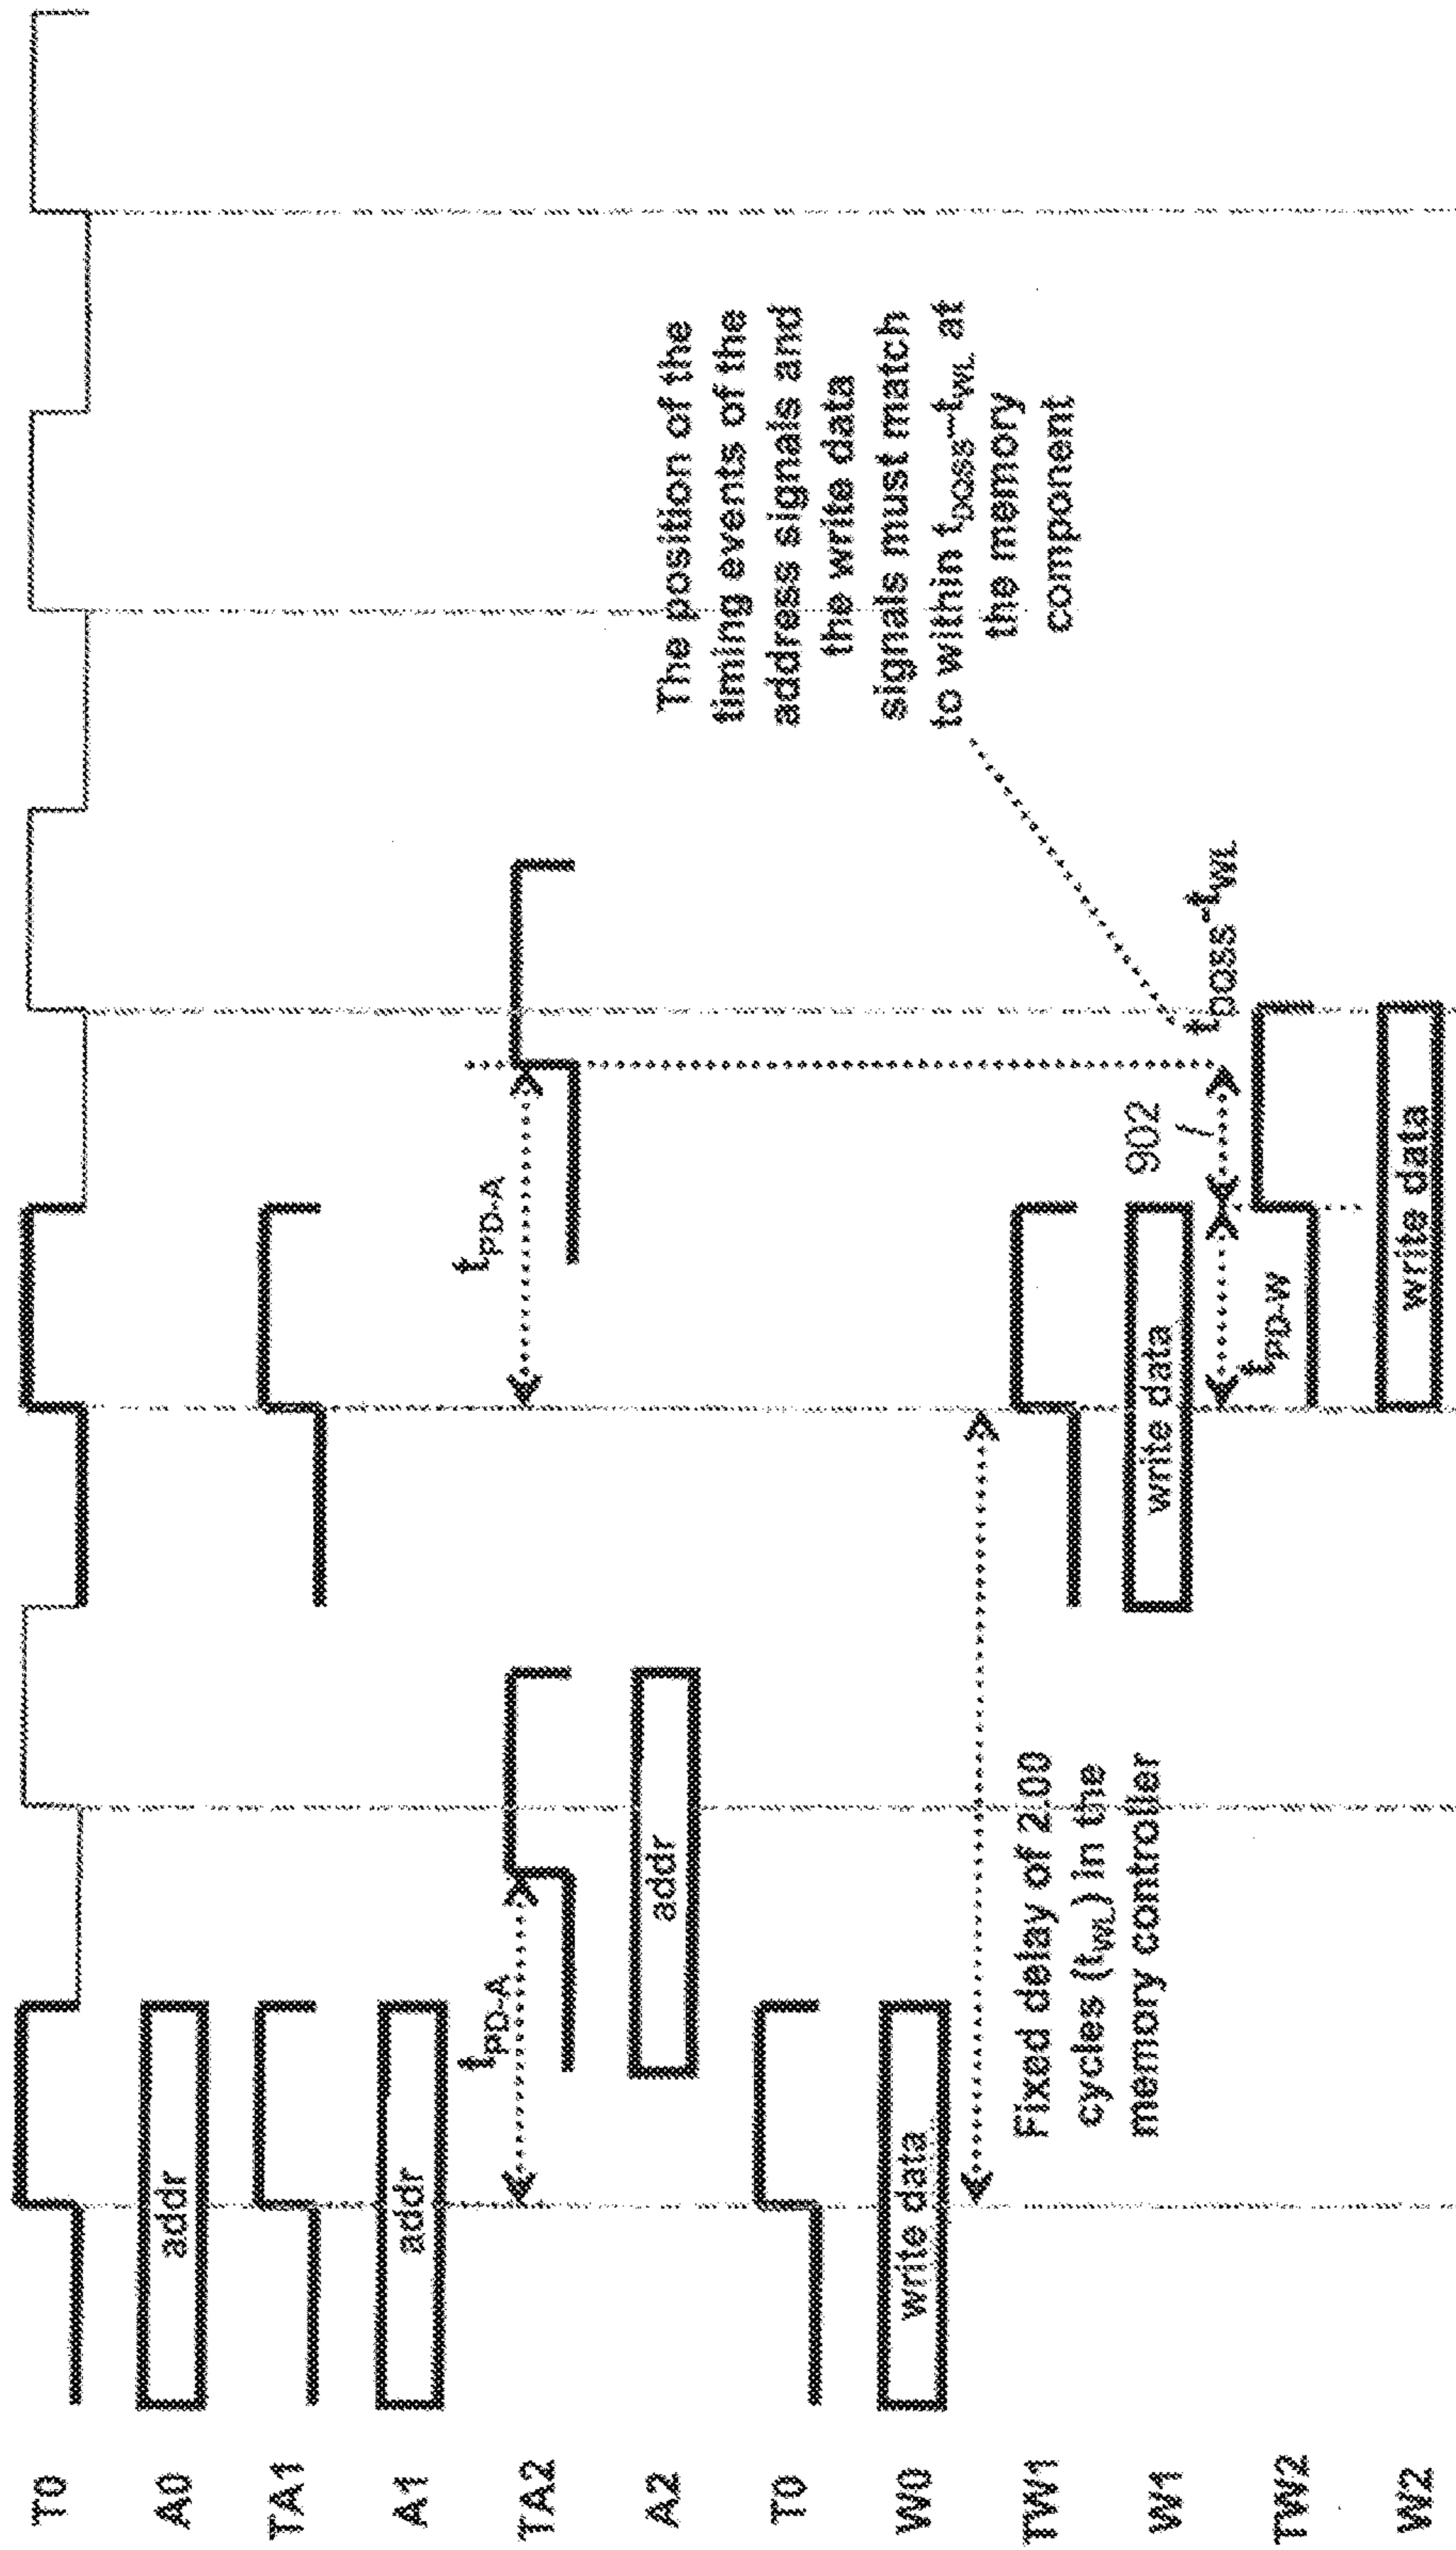 T0
A0
addr
TA1
A1
addr
TA2
tPD-A
tPD-A
A2
addr
T0
W0
write data
Fixed delay of 2.00
cycles (tWL) in the
memory controller
The position of the
timing events of the
address signals and
the write data
signals must match
to within tDQSS-tWL at
the memory
component
TW1
W1
write data
902
tDQSS-tWL
tPD-W
TW2
W2
write data